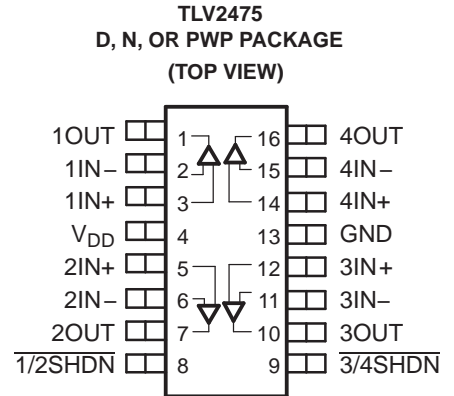 TLV2475
D, N, OR PWP PACKAGE
(TOP VIEW)
1OUT 1 16 4OUT
1IN− 2 15 4IN−
1IN+ 3 14 4IN+
VDD 4 13 GND
2IN+ 5 12 3IN+
2IN− 6 11 3IN−
2OUT 7 10 3OUT
1/2SHDN 8 9 3/4SHDN